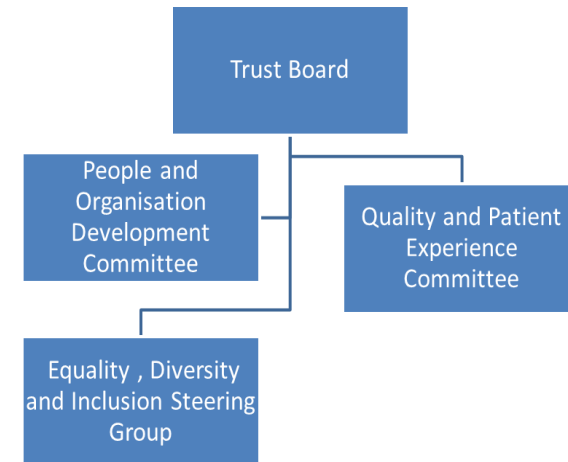 Trust Board
People and
Organisation
Development
Committee
Quality and Patient
Experience
Committee
Equality , Diversity
and Inclusion Steering
Group